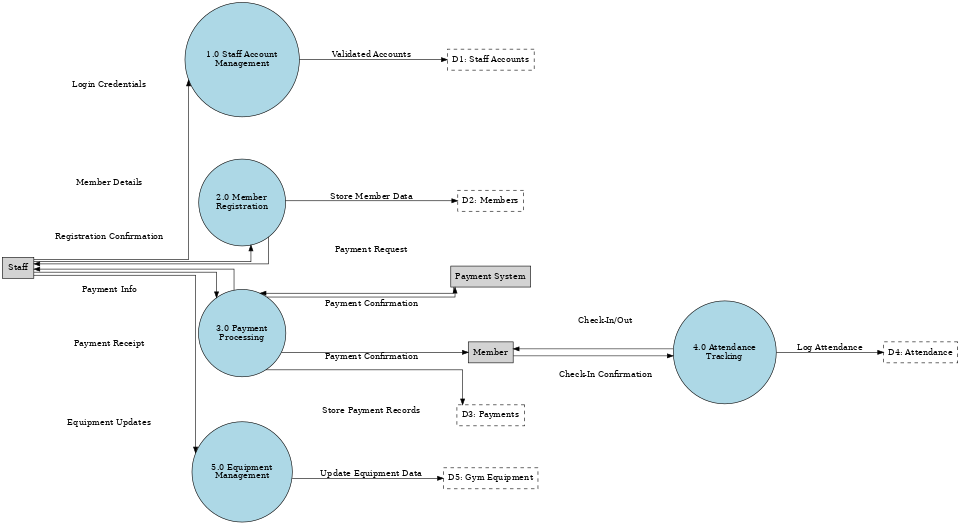 1.0 Staff Account
Management
Validated Accounts
D1: Staff Accounts
Login Credentials
Member Details
2.0 Member
Registration
Store Member Data
D2: Members
Registration Confirmation
Payment Request
Staff
Payment System
Payment Info
Payment Confirmation
3.0 Payment
Processing
Check-In/Out
Payment Receipt
Payment Confirmation
Member
4.0 Attendance
Tracking
Log Attendance
D4: Attendance
Check-In Confirmation
Equipment Updates
Store Payment Records
D3: Payments
5.0 Equipment
Management
Update Equipment Data
D5: Gym Equipment